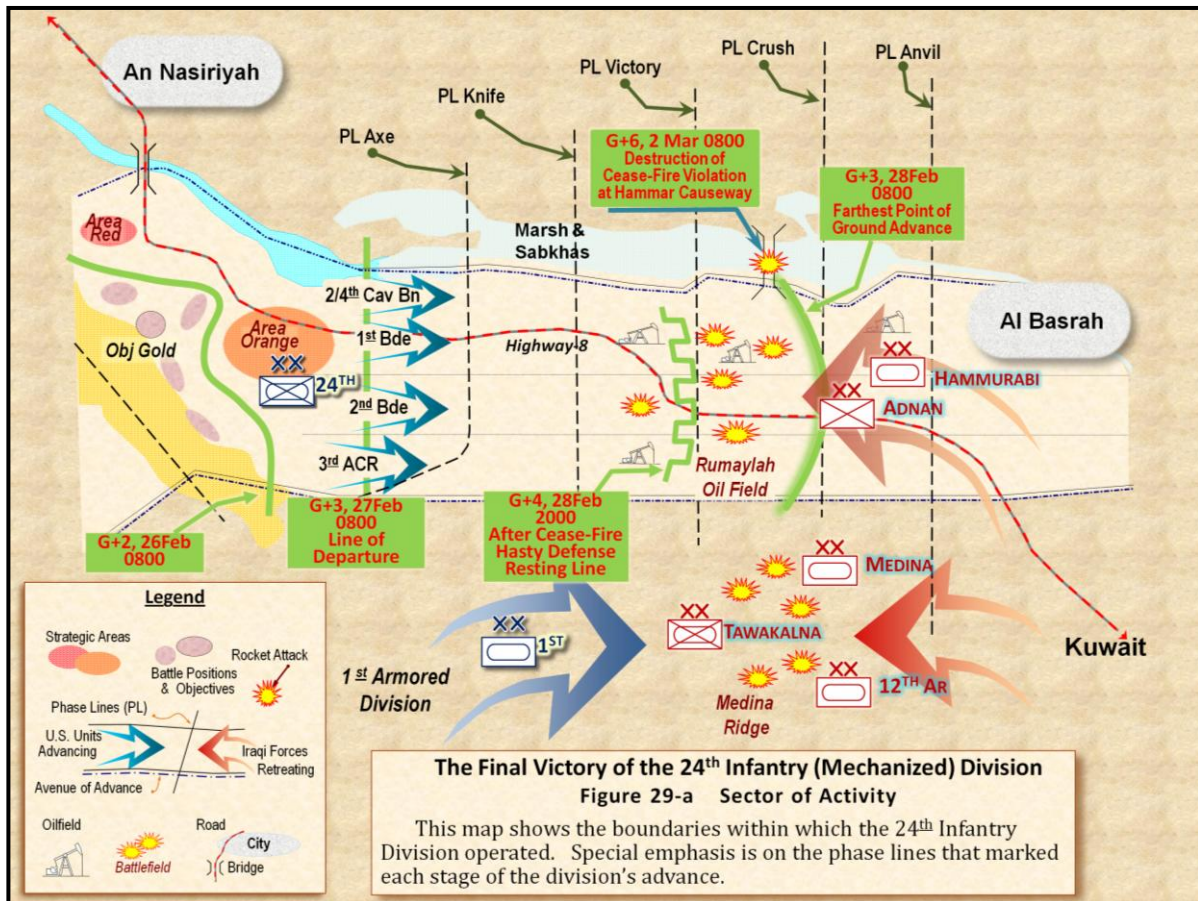 An Nasiriyah
PL Axe
PL Knife
PL Victory
PL Crush
PL Anvil
G+6, 2 Mar 0800
Destruction of
Cease-Fire Violation
at Hammar Causeway
G+3, 28Feb
0800
Farthest Point of
Ground Advance
Area
Red
Marsh &
Sabkhas
Obj Gold
Area
Orange
XX
24TH
2/4th Cav Bn
1st Bde
2nd Bde
3rd ACR
Highway-8
Al Basrah
XX
HAMMURABI
XX
ADNAN
Rumaylah
Oil Field
G+2, 26Feb
0800
G+3, 27Feb
0800
Line of
Departure
G+4, 28Feb
2000
After Cease-Fire
Hasty Defense
Resting Line
XX
1ST
1st Armored
Division
XX
MEDINA
XX
TAWAKALNA
XX
12TH AR
Medina
Ridge
Kuwait
Legend
Strategic Areas
Battle Positions
& Objectives
Rocket Attack
Phase Lines (PL)
U.S. Units
Advancing
Iraqi Forces
Retreating
Avenue of Advance
Oilfield
Battlefield
Road
City
Bridge
The Final Victory of the 24th Infantry (Mechanized) Division
Figure 29-a Sector of Activity
This map shows the boundaries within which the 24th Infantry
Division operated. Special emphasis is on the phase lines that marked
each stage of the division's advance.